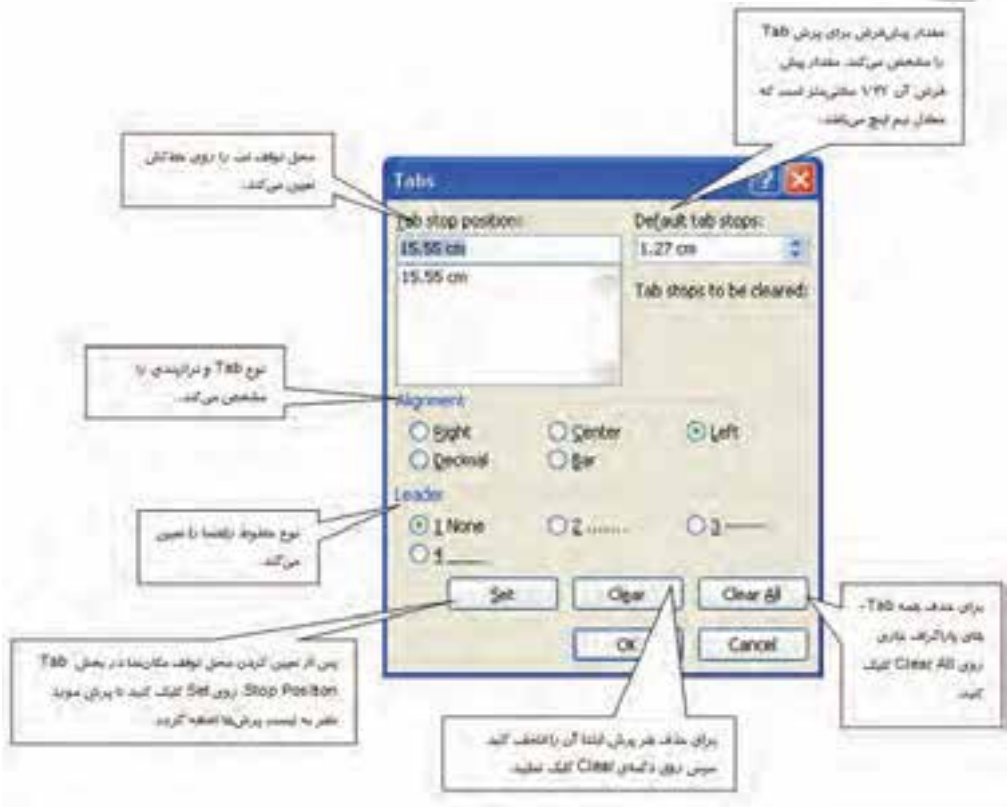 مقدار پیش‌فرض برای پرش Tab
را مشخص می‌کند. مقدار پیش
فرض آن ۱/۲۷ سانتی‌متر است که
معادل نیم اینچ می‌باشد.
محل توقف تب را روی خط‌کش
تعیین می‌کند.
Tabs
Tab stop position:
Default tab stops:
15.55 cm
1.27 cm
15.55 cm
Tab stops to be cleared:
نوع Tab و ترازبندی را
مشخص می‌کند.
Alignment
Right
Center
Left
Decimal
Bar
Leader
1 None
2 .......
3 -------
4 ____
نوع خطوط راهنما را تعیین
می‌کند.
Set
Clear
Clear All
OK
Cancel
برای حذف همه Tab-
های پاراگراف جاری
روی Clear All کلیک
کنید.
پس از تعیین کردن محل توقف مکان‌نما در بخش Tab
Stop Position روی Set کلیک کنید تا پرش مورد
نظر به لیست پرش‌ها اضافه گردد.
برای حذف هر پرش ابتدا آن را انتخاب کنید
سپس روی دکمه‌ی Clear کلیک نمایید.